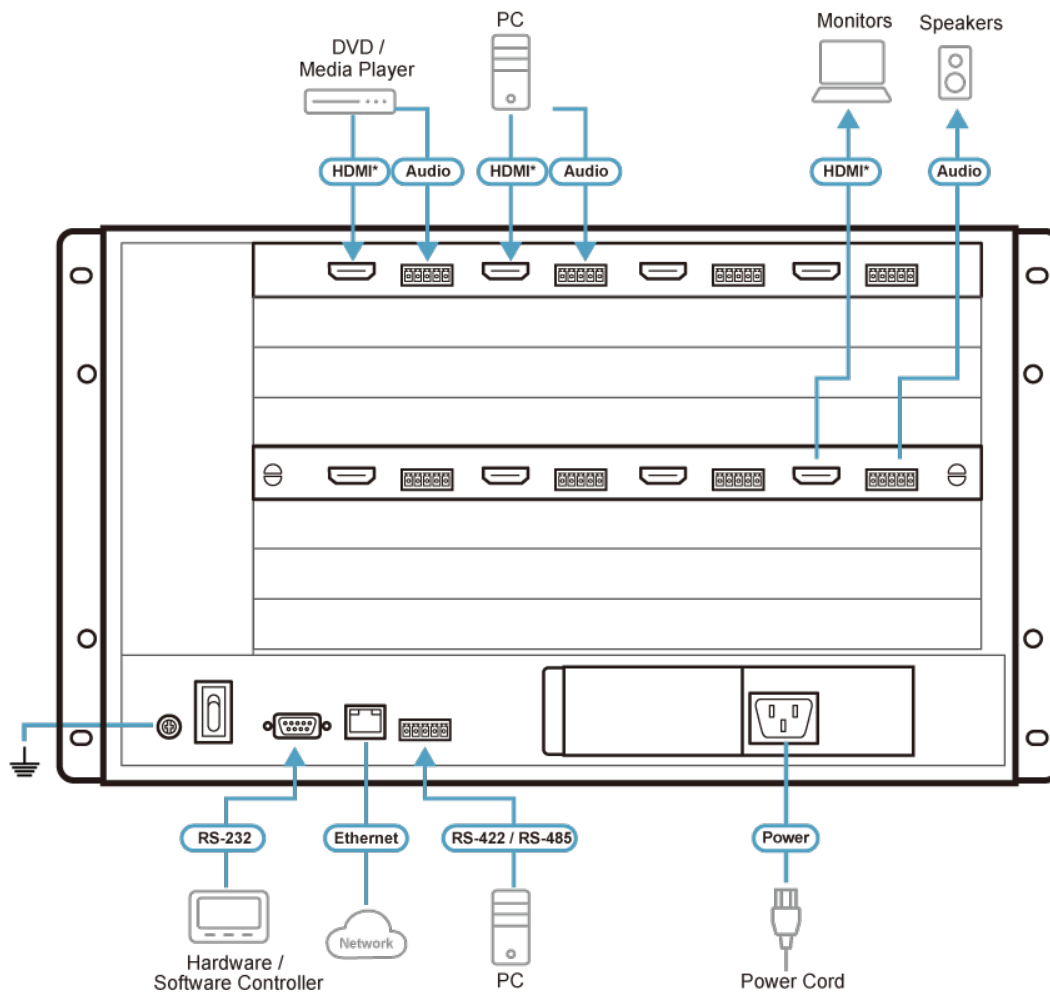 PC
Monitors
Speakers
DVD /
Media Player
HDMI*
Audio
HDMI*
Audio
HDMI*
Audio
RS-232
Ethernet
RS-422 / RS-485
Power
Network
Hardware /
Software Controller
PC
Power Cord